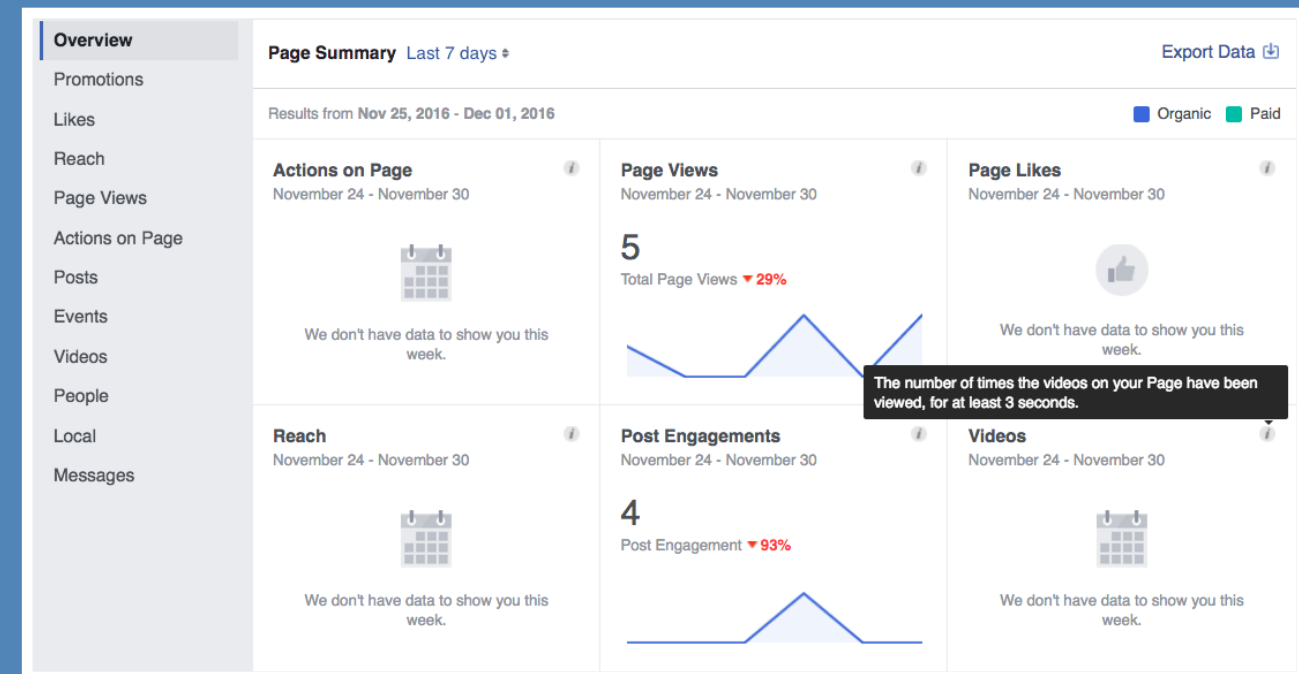 Overview
Promotions
Likes
Reach
Page Views
Actions on Page
Posts
Events
Videos
People
Local
Messages
Page Summary Last 7 days
Export Data
Results from Nov 25, 2016 - Dec 01, 2016
Organic Paid
Actions on Page
November 24 - November 30
We don't have data to show you this
week.
Page Views
November 24 - November 30
5
Total Page Views 29%
Page Likes
November 24 - November 30
We don't have data to show you this
week.
The number of times the videos on your Page have been
viewed, for at least 3 seconds.
Reach
November 24 - November 30
We don't have data to show you this
week.
Post Engagements
November 24 - November 30
4
Post Engagement 93%
Videos
November 24 - November 30
We don't have data to show you this
week.